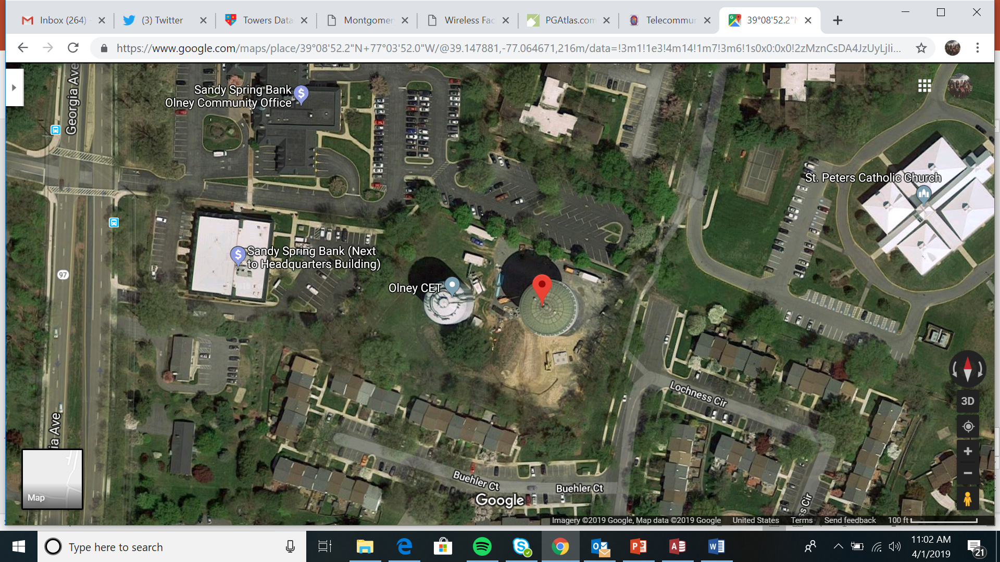 Inbox (264) -
(3) Twitter
Towers Data
Montgomer
Wireless Fac
PGAtlas.com
Telecommun
39°08'52.2"N
https://www.google.com/maps/place/39°08'52.2"N+77°03'52.0"W/@39.147881,-77.064671,216m/data=!3m1!1e3!4m14!1m7!3m6!1s0x0:0x0!2zMznCsDA4JzUyLjIi...
Georgia Ave
Sandy Spring Bank
Olney Community Office
St. Peters Catholic Church
Sandy Spring Bank (Next
to Headquarters Building)
97
Olney CET
Lochness Cir
3D
ia Ave
Buehler Ct
Buehler Ct
ss Cir
Map
Google
Imagery ©2019 Google, Map data ©2019 Google United States Terms Send feedback 100 ft
Type here to search
11:02 AM
4/1/2019
21